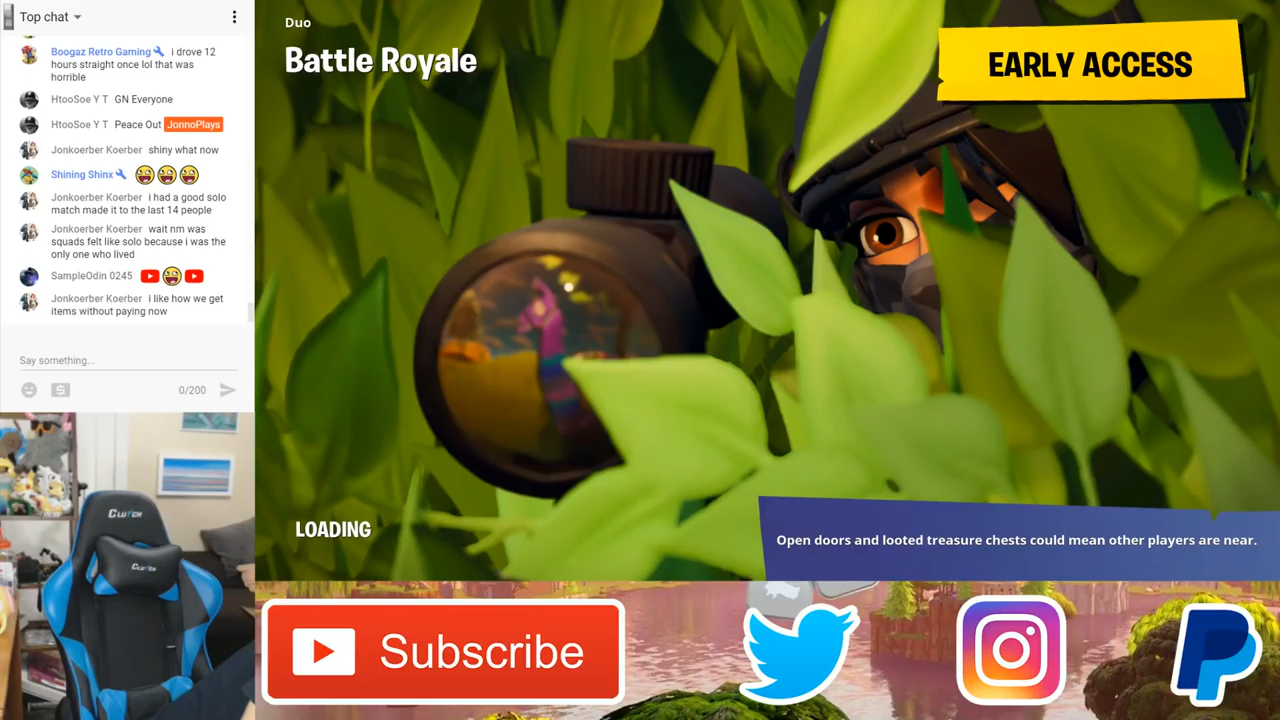 Top chat
Boogaz Retro Gaming i drove 12
hours straight once lol that was
horrible
HtooSoe Y T GN Everyone
HtooSoe Y T Peace Out JonnoPlays
Jonkoerber Koerber shiny what now
Shining Shinx
Jonkoerber Koerber i had a good solo
match made it to the last 14 people
Jonkoerber Koerber wait nm was
squads felt like solo because i was the
only one who lived
SampleOdin 0245
Jonkoerber Koerber i like how we get
items without paying now
Say something...
0/200
Duo
Battle Royale
EARLY ACCESS
LOADING
Open doors and looted treasure chests could mean other players are near.
CLUTCH
CLUTCH
Subscribe